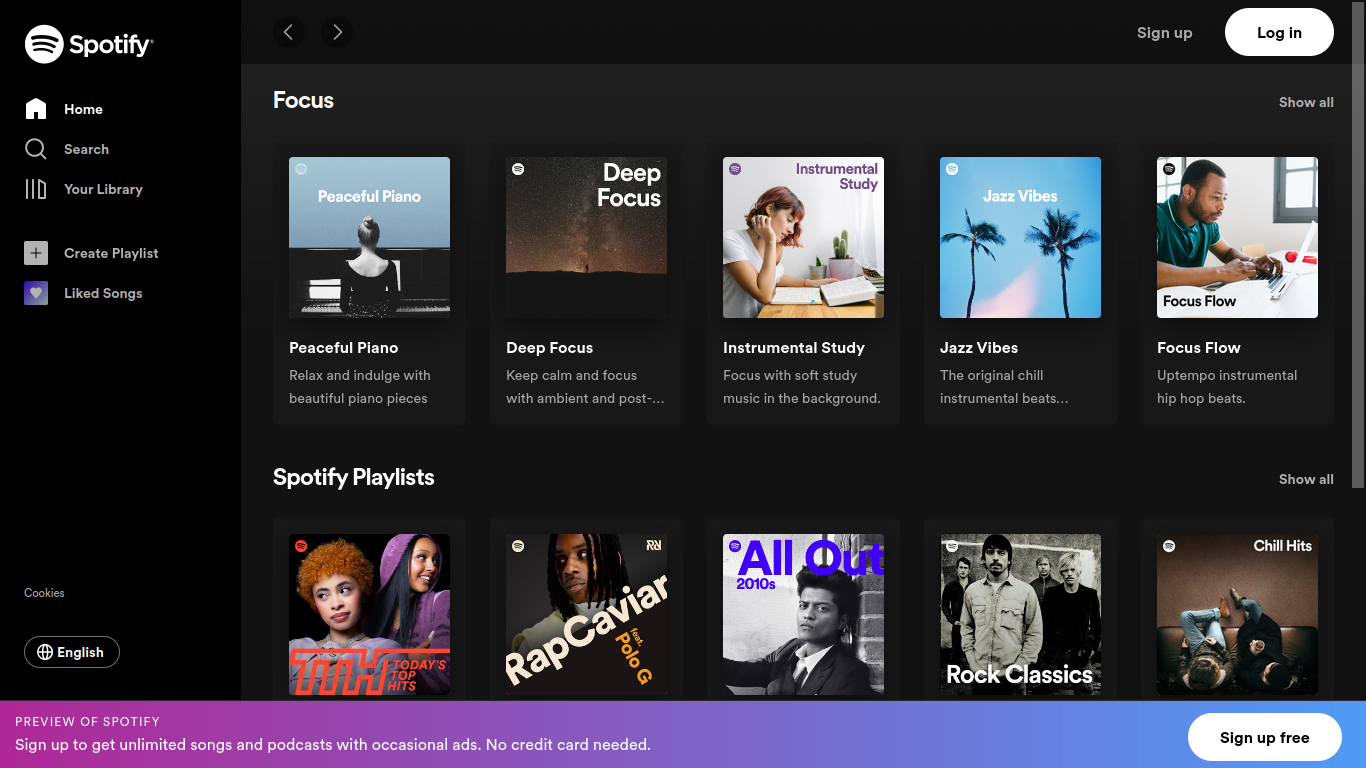 Spotify
Home
Search
Your Library
Create Playlist
Liked Songs
Cookies
English
Sign up
Log in
Focus
Show all
Peaceful Piano
Deep
Focus
Instrumental
Study
Jazz Vibes
Focus Flow
Peaceful Piano
Relax and indulge with
beautiful piano pieces
Deep Focus
Keep calm and focus
with ambient and post-…
Instrumental Study
Focus with soft study
music in the background.
Jazz Vibes
The original chill
instrumental beats…
Focus Flow
Uptempo instrumental
hip hop beats.
Spotify Playlists
Show all
TTH TODAY'S
TOP
HITS
RapCaviar
feat.
Polo G
All Out
2010s
Rock Classics
Chill Hits
PREVIEW OF SPOTIFY
Sign up to get unlimited songs and podcasts with occasional ads. No credit card needed.
Sign up free